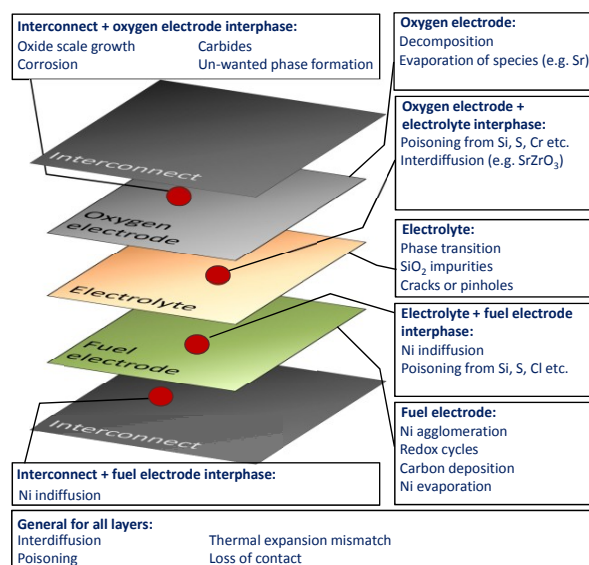 Interconnect + oxygen electrode interphase:
Oxide scale growth Carbides
Corrosion Un-wanted phase formation
Oxygen electrode:
Decomposition
Evaporation of species (e.g. Sr)
Oxygen electrode +
electrolyte interphase:
Poisoning from Si, S, Cr etc.
Interdiffusion (e.g. SrZrO₃)
Electrolyte:
Phase transition
SiO₂ impurities
Cracks or pinholes
Electrolyte + fuel electrode
interphase:
Ni indiffusion
Poisoning from Si, S, Cl etc.
Fuel electrode:
Ni agglomeration
Redox cycles
Carbon deposition
Ni evaporation
Interconnect
Oxygen
electrode
Electrolyte
Fuel
electrode
Interconnect
Interconnect + fuel electrode interphase:
Ni indiffusion
General for all layers:
Interdiffusion Thermal expansion mismatch
Poisoning Loss of contact